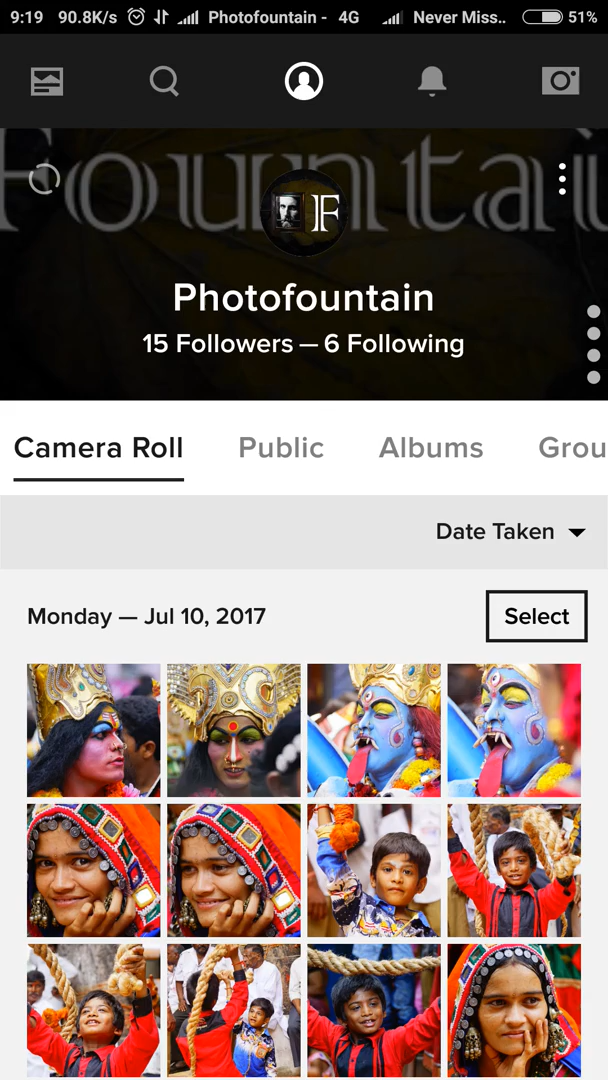 9:19 90.8K/s Photofountain - 4G Never Miss.. 51%
Fountai
F
Photofountain
15 Followers — 6 Following
Camera Roll Public Albums Grou
Date Taken
Monday — Jul 10, 2017 Select